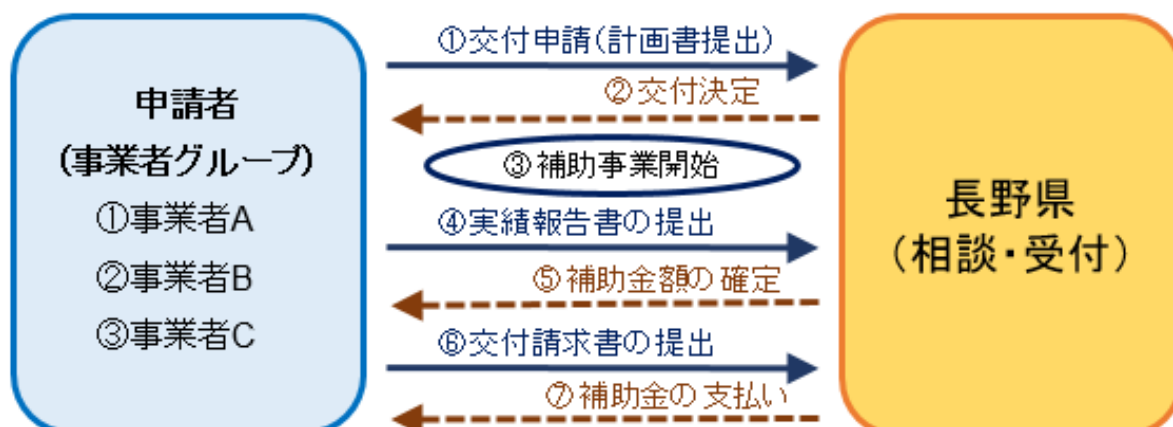 申請者
(事業者グループ)
①事業者A
②事業者B
③事業者C
①交付申請(計画書提出)
②交付決定
③補助事業開始
④実績報告書の提出
⑤補助金額の確定
⑥交付請求書の提出
⑦補助金の支払い
長野県
(相談・受付)